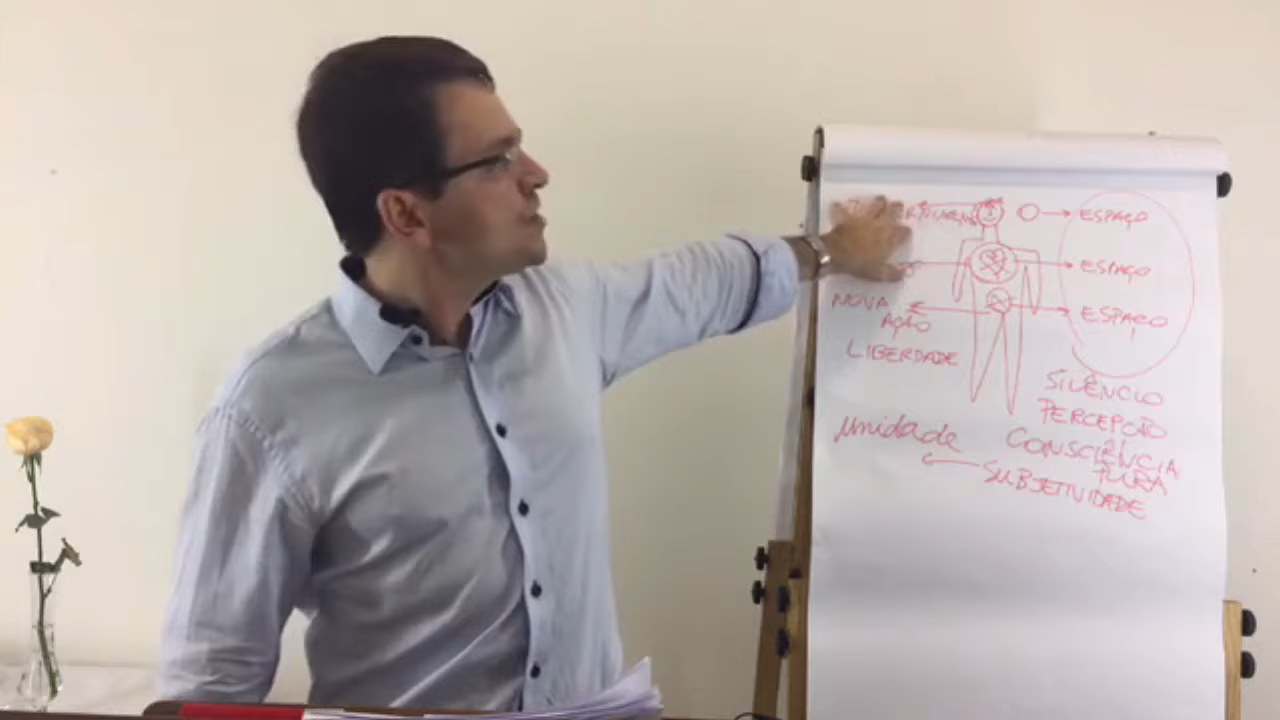 ESPAÇO
ESPAÇO
NOVA
AÇÃO
ESPAÇO
LIBERDADE
SILÊNCIO
PERCEPÇÃO
Unidade
CONSCIÊNCIA
PURA
SUBJETIVIDADE